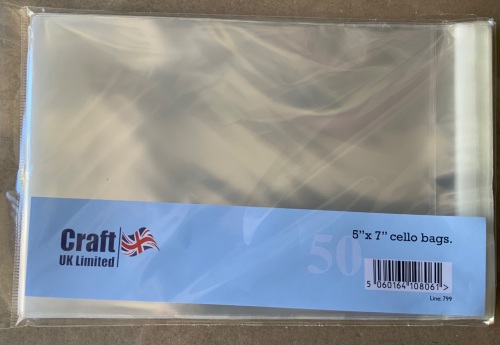 Craft
UK Limited
5"x 7" cello bags.
50
5 060164 108061 >
Line: 799